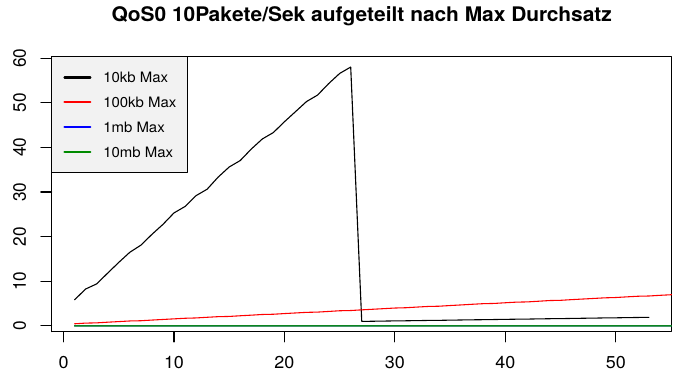 QoS0 10Pakete/Sek aufgeteilt nach Max Durchsatz
10kb Max
100kb Max
1mb Max
10mb Max
60
50
40
30
20
10
0
0 10 20 30 40 50